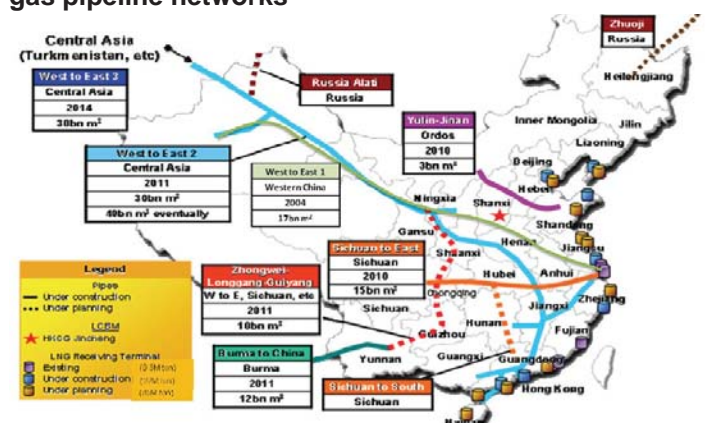 gas pipeline networks
Central Asia
(Turkmenistan, etc)
Zhuoji
Russia
Heilengjiang
West to East 3
Central Asia
2014
30bn m³
Russia Alati
Russia
Yulin-Jinan
Ordos
2010
3bn m³
Inner Mongolia
Jilin
Liaoning
West to East 2
Central Asia
2011
30bn m³
40bn m³ eventually
West to East 1
Western China
2004
17bn m³
Deijing
Hebei
Ningxia
Shanxi
Shandong
Gansu
Shaanxi
Henan
Jiangsu
Sichuan to East
Sichuan
2010
15bn m³
Hubei
Anhui
Legend
Pipes
Under construction
Under planning
LCBM
HKCG Jincheng
LNG Receiving Terminal
Existing
Under construction
Under planning
Zhongwei-
Longgang-Guiyang
W to E, Sichuan, etc
2011
10bn m³
Sichuan
Chongqing
Zhejiang
Jiangxi
Hunan
Guizhou
Fujian
Burma to China
Burma
2011
12bn m³
Yunnan
Guangxi
Guangdong
Sichuan to South
Sichuan
Hong Kong